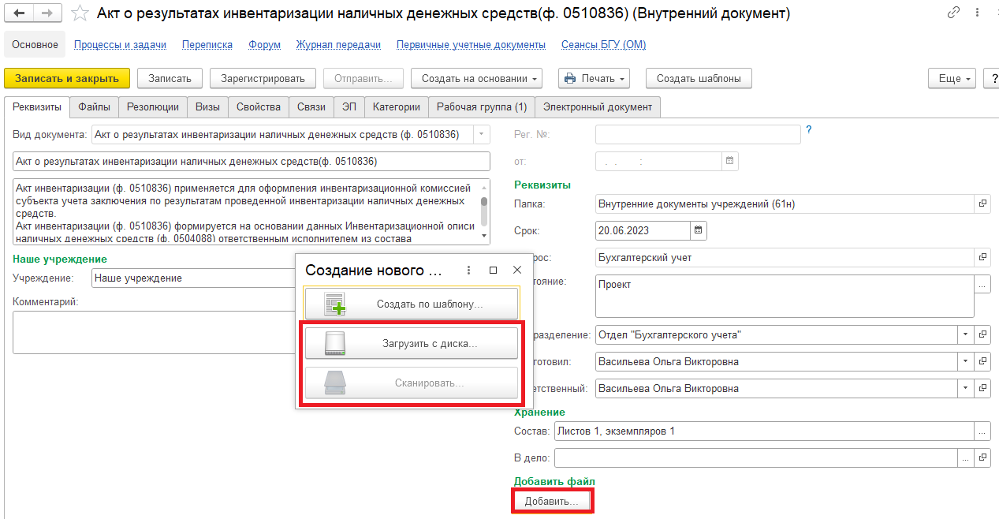 Акт о результатах инвентаризации наличных денежных средств(ф. 0510836) (Внутренний документ)
Основное Процессы и задачи Переписка Форум Журнал передачи Первичные учетные документы Сеансы БГУ (ОМ)
Записать и закрыть Записать Зарегистрировать Отправить... Создать на основании Печать Создать шаблоны Еще ?
Реквизиты Файлы Резолюции Визы Свойства Связи ЭП Категории Рабочая группа (1) Электронный документ
Вид документа: Акт о результатах инвентаризации наличных денежных средств (ф. 0510836)
Акт о результатах инвентаризации наличных денежных средств(ф. 0510836)
Акт инвентаризации (ф. 0510836) применяется для оформления инвентаризационной комиссией
субъекта учета заключения по результатам проведенной инвентаризации наличных денежных
средств.
Акт инвентаризации (ф. 0510836) формируется на основании данных Инвентаризационной описи
наличных денежных средств (ф. 0504088) ответственным исполнителем из состава
Наше учреждение
Учреждение: Наше учреждение
Комментарий:
Создание нового ...
Создать по шаблону...
Загрузить с диска...
Сканировать...
Рег. №: ?
от: . . :
Реквизиты
Папка: Внутренние документы учреждений (61н)
Срок: 20.06.2023
рос: Бухгалтерский учет
тояние: Проект ...
разделение: Отдел "Бухгалтерского учета"
готовил: Васильева Ольга Викторовна
етственный: Васильева Ольга Викторовна
Хранение
Состав: Листов 1, экземпляров 1 ...
В дело: ...
Добавить файл
Добавить...